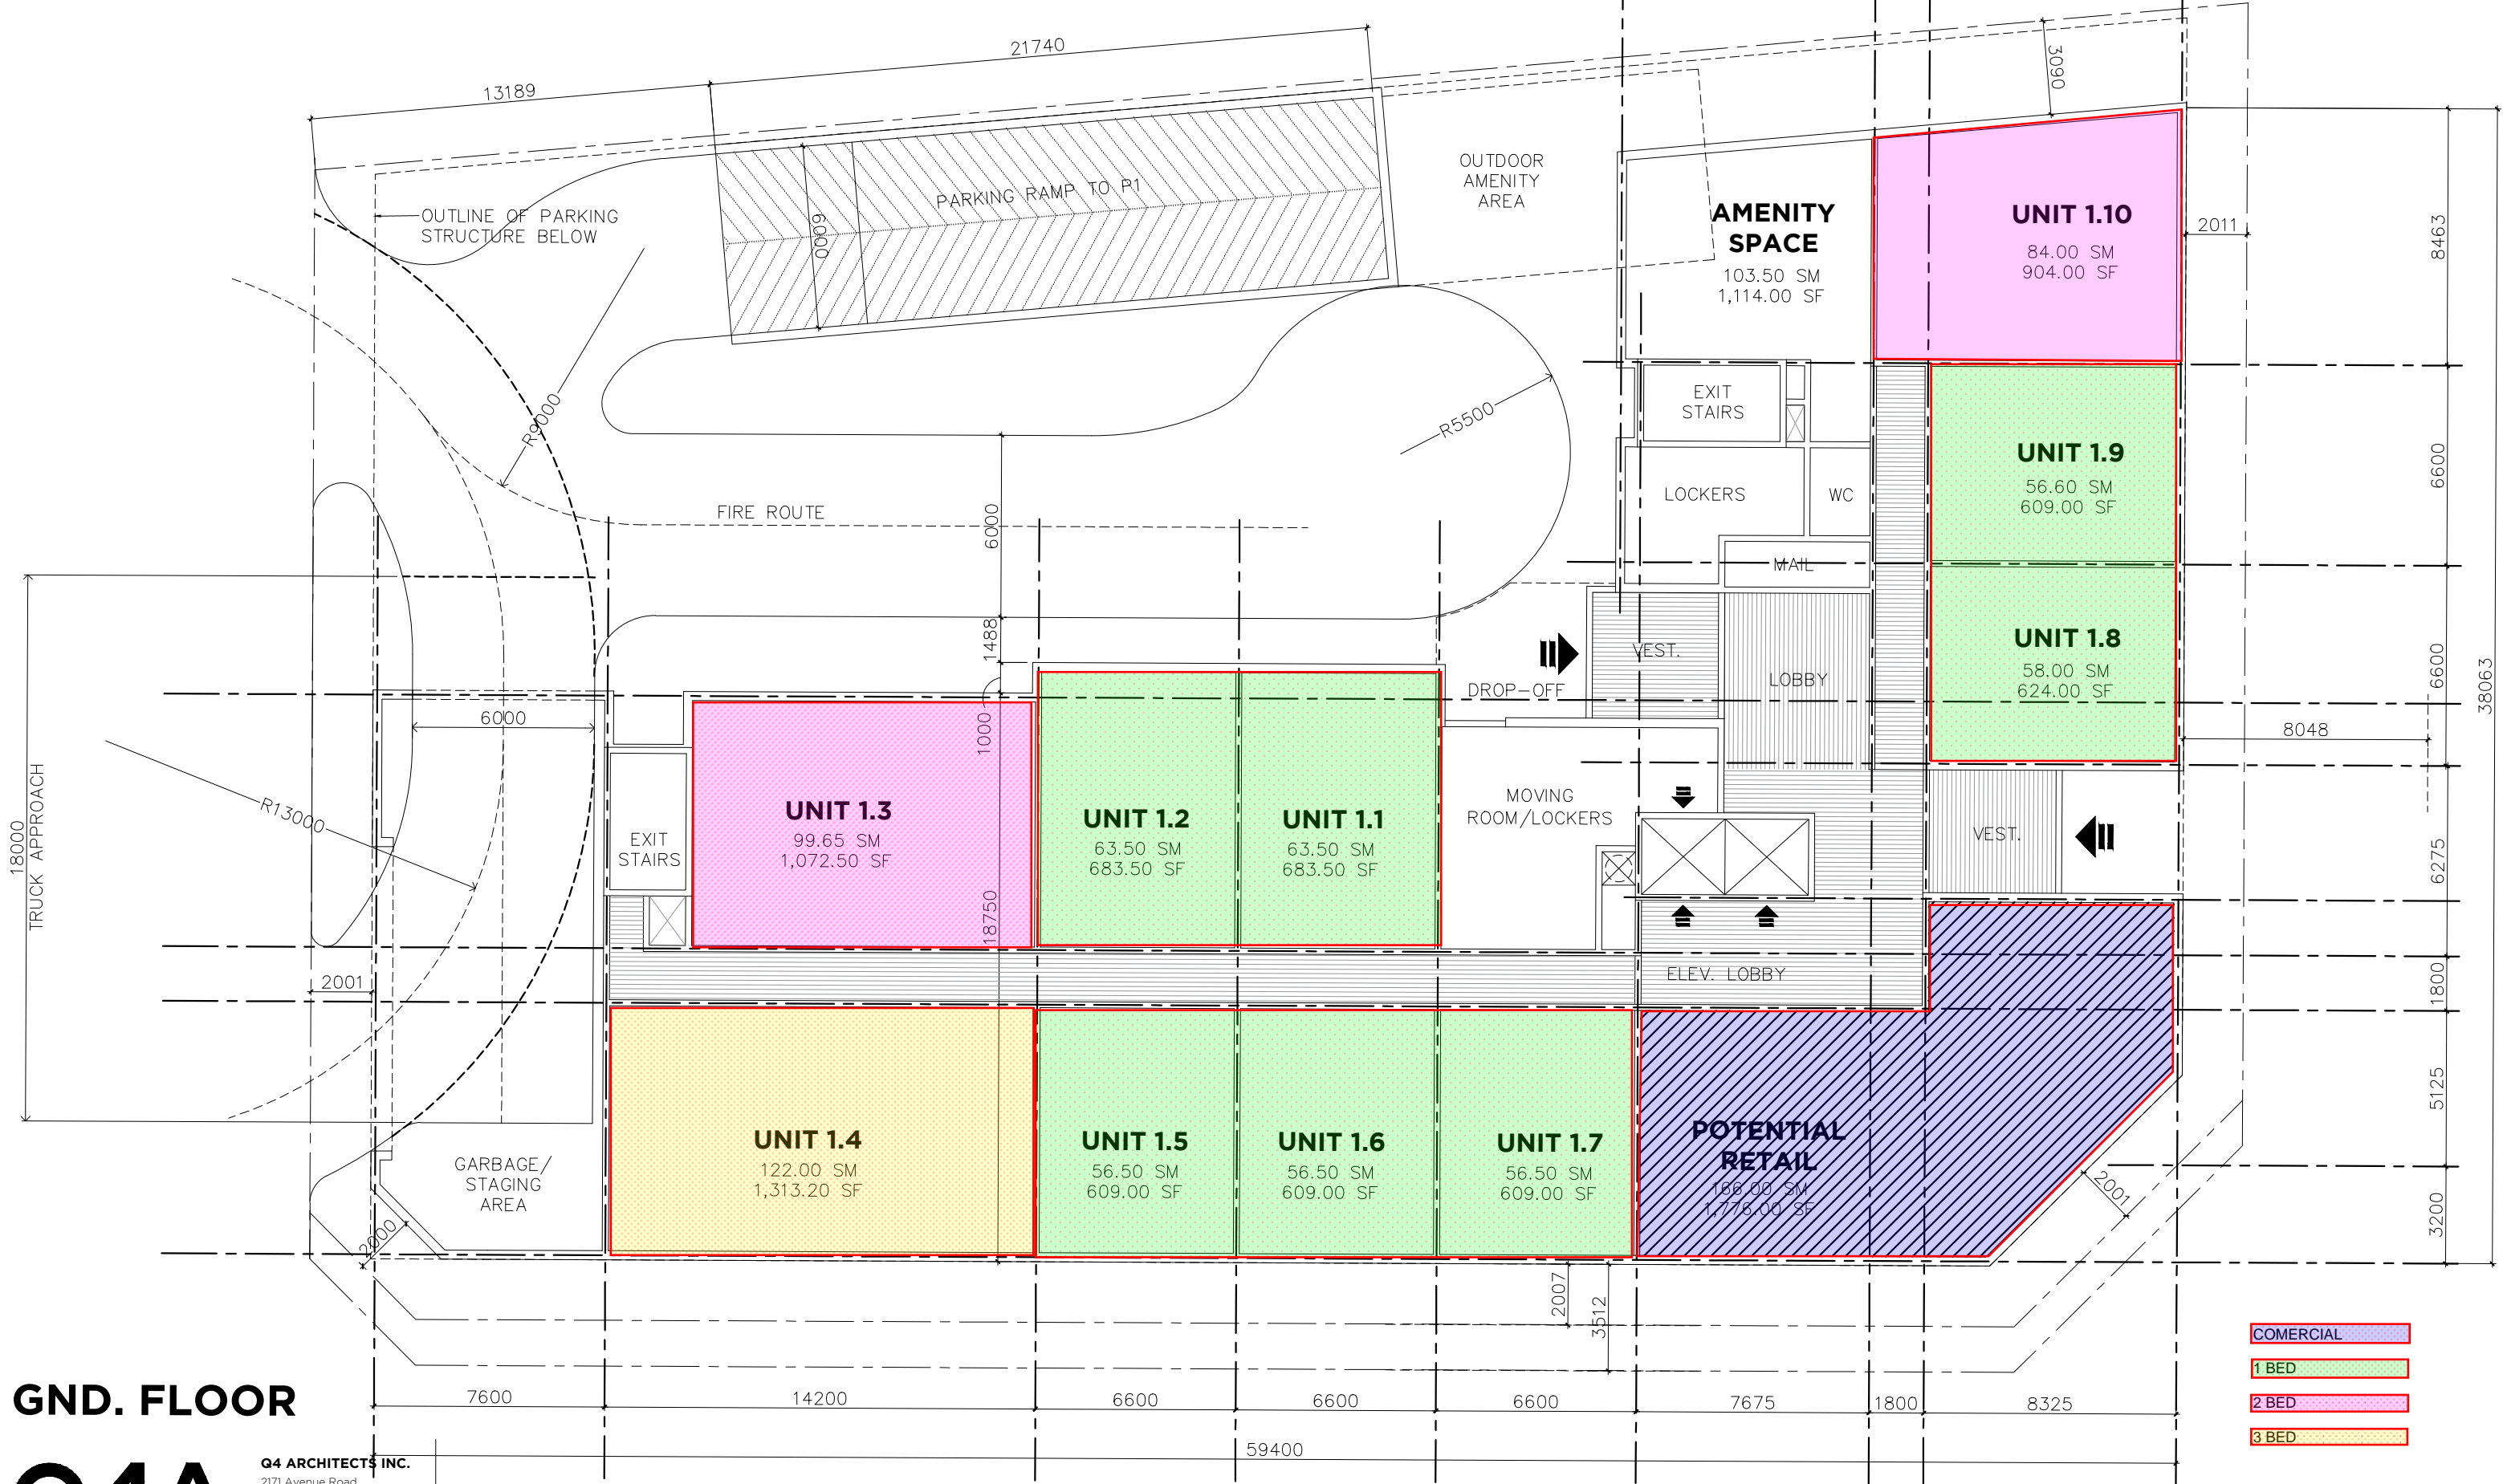 21740
13189
3090
OUTLINE OF PARKING
STRUCTURE BELOW
PARKING RAMP TO P1
6000
OUTDOOR
AMENITY
AREA
AMENITY
SPACE
103.50 SM
1,114.00 SF
UNIT 1.10
84.00 SM
904.00 SF
2011
8463
R9000
R5500
EXIT
STAIRS
UNIT 1.9
56.60 SM
609.00 SF
6600
LOCKERS
WC
FIRE ROUTE
6000
MAIL
1488
VEST.
LOBBY
DROP-OFF
UNIT 1.8
58.00 SM
624.00 SF
6600
38063
6000
1000
8048
18000
TRUCK APPROACH
R13000
EXIT
STAIRS
UNIT 1.3
99.65 SM
1,072.50 SF
UNIT 1.2
63.50 SM
683.50 SF
UNIT 1.1
63.50 SM
683.50 SF
MOVING
ROOM/LOCKERS
VEST.
6275
18750
2001
ELEV. LOBBY
1800
5125
GARBAGE/
STAGING
AREA
UNIT 1.4
122.00 SM
1,313.20 SF
UNIT 1.5
56.50 SM
609.00 SF
UNIT 1.6
56.50 SM
609.00 SF
UNIT 1.7
56.50 SM
609.00 SF
POTENTIAL
RETAIL
166.00 SM
1,776.00 SF
2001
3200
2000
2007
3512
COMERCIAL
1 BED
2 BED
3 BED
GND. FLOOR
7600
14200
6600
6600
6600
7675
1800
8325
59400
Q4A
Q4 ARCHITECTS INC.
2171 Avenue Road